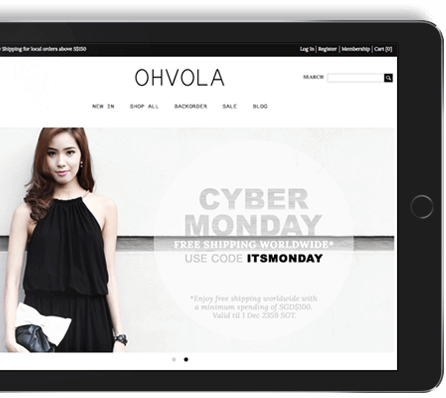 Shipping for local orders above S$150
Log In | Register | Membership | Cart [0]
OHVOLA
SEARCH
NEW IN SHOP ALL BACKORDER SALE BLOG
CYBER
MONDAY
FREE SHIPPING WORLDWIDE*
USE CODE ITSMONDAY
*Enjoy free shipping worldwide with
a minimum spending of SGD$100.
Valid til 1 Dec 2359 SGT.